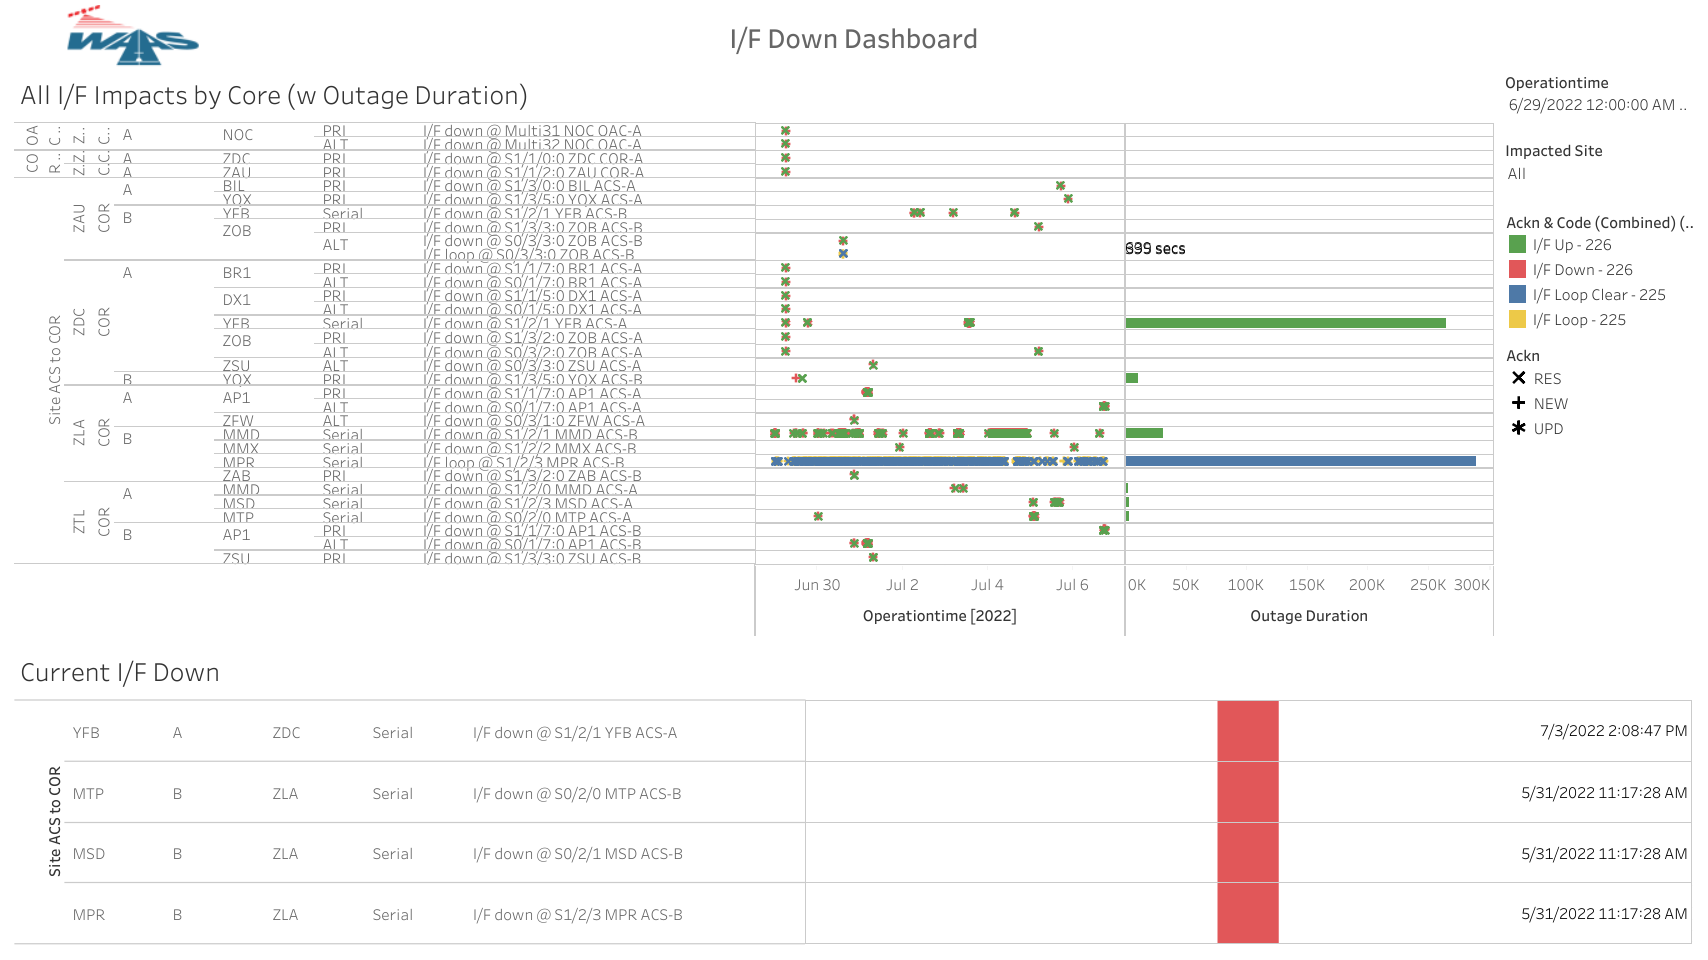 WAAS
I/F Down Dashboard
All I/F Impacts by Core (w Outage Duration)
OA C.. Z.. C.. A NOC PRI I/F down @ Multi31 NOC OAC-A
ALT I/F down @ Multi32 NOC OAC-A
CO R.. Z.. C.. A ZDC PRI I/F down @ S1/1/0:0 ZDC COR-A
Z.. C.. A ZAU PRI I/F down @ S1/1/2:0 ZAU COR-A
Site ACS to COR
ZAU COR A BIL PRI I/F down @ S1/3/0:0 BIL ACS-A
YQX PRI I/F down @ S1/3/5:0 YQX ACS-A
B YFB Serial I/F down @ S1/2/1 YFB ACS-B
ZOB PRI I/F down @ S1/3/3:0 ZOB ACS-B
ALT I/F down @ S0/3/3:0 ZOB ACS-B
I/F loop @ S0/3/3:0 ZOB ACS-B
secs
ZDC COR A BR1 PRI I/F down @ S1/1/7:0 BR1 ACS-A
ALT I/F down @ S0/1/7:0 BR1 ACS-A
DX1 PRI I/F down @ S1/1/5:0 DX1 ACS-A
ALT I/F down @ S0/1/5:0 DX1 ACS-A
YFB Serial I/F down @ S1/2/1 YFB ACS-A
ZOB PRI I/F down @ S1/3/2:0 ZOB ACS-A
ALT I/F down @ S0/3/2:0 ZOB ACS-A
ZSU ALT I/F down @ S0/3/3:0 ZSU ACS-A
B YQX PRI I/F down @ S1/3/5:0 YQX ACS-B
ZLA COR A AP1 PRI I/F down @ S1/1/7:0 AP1 ACS-A
ALT I/F down @ S0/1/7:0 AP1 ACS-A
ZFW ALT I/F down @ S0/3/1:0 ZFW ACS-A
B MMD Serial I/F down @ S1/2/1 MMD ACS-B
MMX Serial I/F down @ S1/2/2 MMX ACS-B
MPR Serial I/F loop @ S1/2/3 MPR ACS-B
ZAB PRI I/F down @ S1/3/2:0 ZAB ACS-B
ZTL COR A MMD Serial I/F down @ S1/2/0 MMD ACS-A
MSD Serial I/F down @ S1/2/3 MSD ACS-A
MTP Serial I/F down @ S0/2/0 MTP ACS-A
B AP1 PRI I/F down @ S1/1/7:0 AP1 ACS-B
ALT I/F down @ S0/1/7:0 AP1 ACS-B
ZSU PRI I/F down @ S1/3/3:0 ZSU ACS-B
Jun 30 Jul 2 Jul 4 Jul 6 0K 50K 100K 150K 200K 250K 300K
Operationtime [2022] Outage Duration
Operationtime
6/29/2022 12:00:00 AM ..
Impacted Site
All
Ackn & Code (Combined) (..
I/F Up - 226
I/F Down - 226
I/F Loop Clear - 225
I/F Loop - 225
Ackn
RES
NEW
UPD
Current I/F Down
Site ACS to COR
YFB A ZDC Serial I/F down @ S1/2/1 YFB ACS-A 7/3/2022 2:08:47 PM
MTP B ZLA Serial I/F down @ S0/2/0 MTP ACS-B 5/31/2022 11:17:28 AM
MSD B ZLA Serial I/F down @ S0/2/1 MSD ACS-B 5/31/2022 11:17:28 AM
MPR B ZLA Serial I/F down @ S1/2/3 MPR ACS-B 5/31/2022 11:17:28 AM